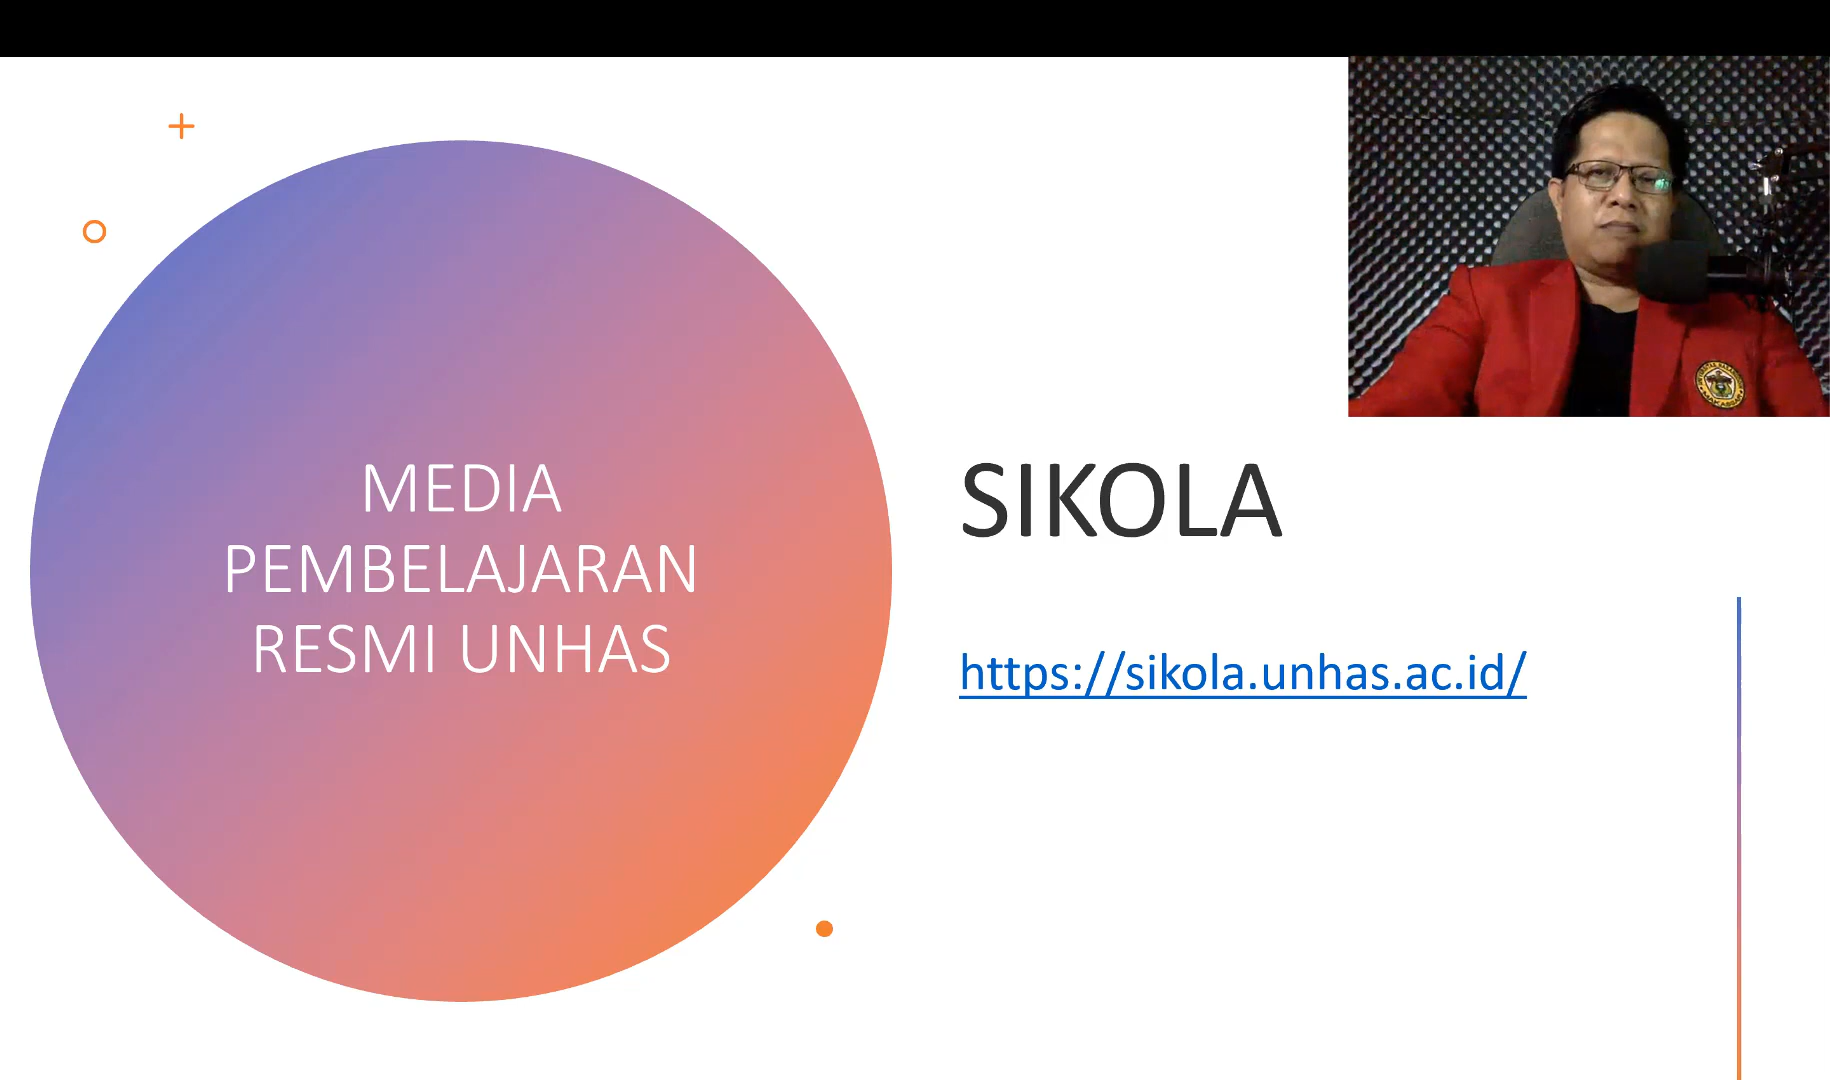 MEDIA
PEMBELAJARAN
RESMI UNHAS
SIKOLA
https://sikola.unhas.ac.id/